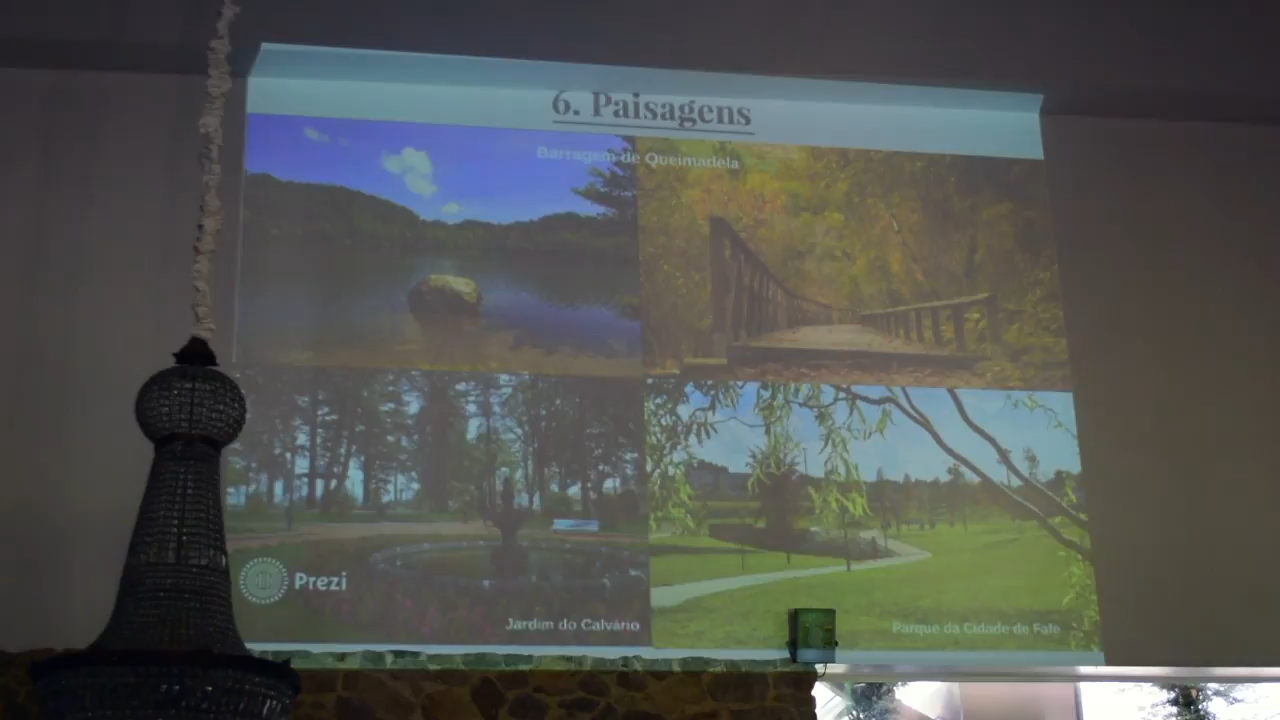 6. Paisagens
Barragem de Queimadela
Prezi
Jardim do Calvário
Parque da Cidade de Fafe